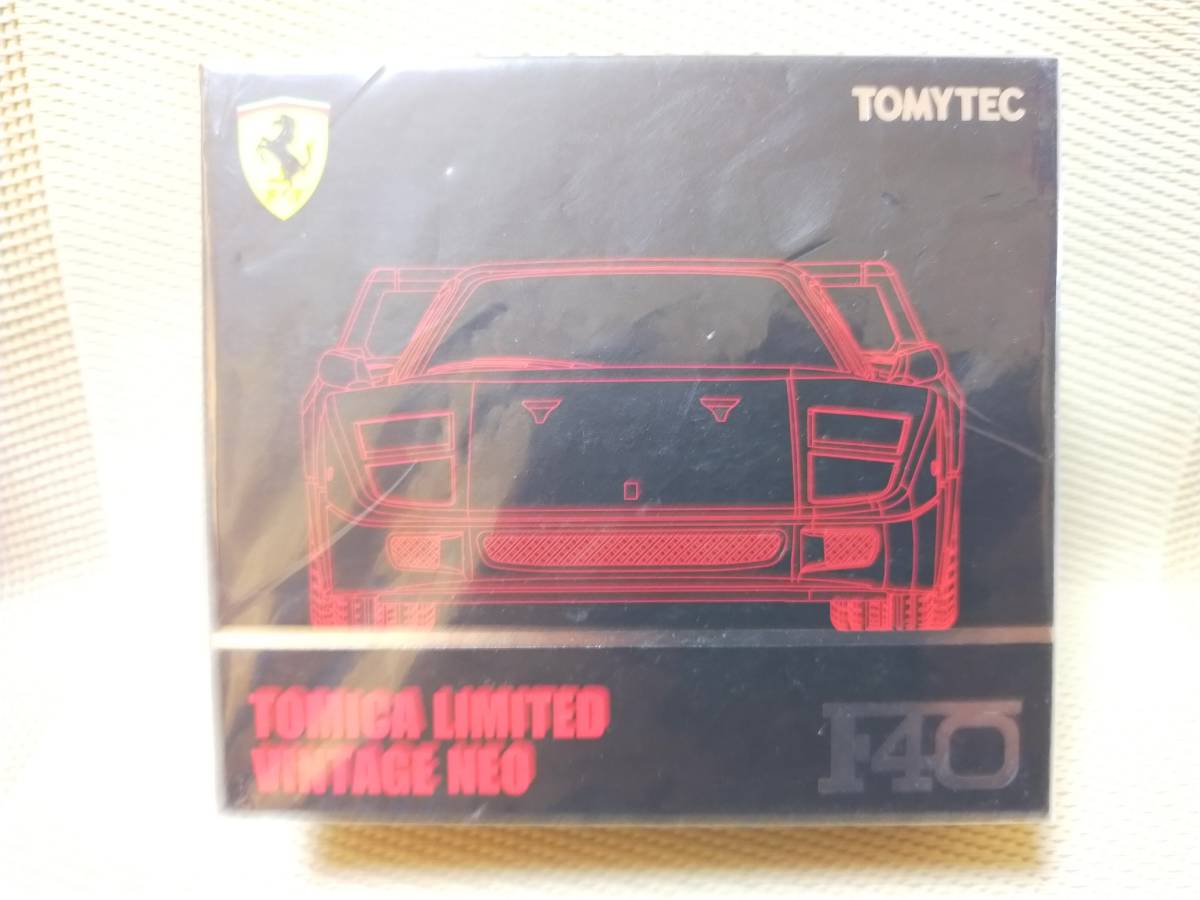 TOMYTEC
TOMICA LIMITED
VINTAGE NEO
F40